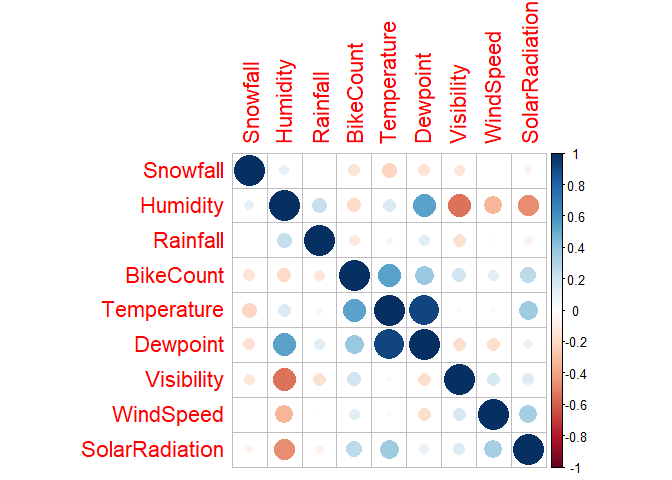 Snowfall
Humidity
Rainfall
BikeCount
Temperature
Dewpoint
Visibility
WindSpeed
SolarRadiation
Snowfall
Humidity
Rainfall
BikeCount
Temperature
Dewpoint
Visibility
WindSpeed
SolarRadiation
1
0.8
0.6
0.4
0.2
0
-0.2
-0.4
-0.6
-0.8
-1